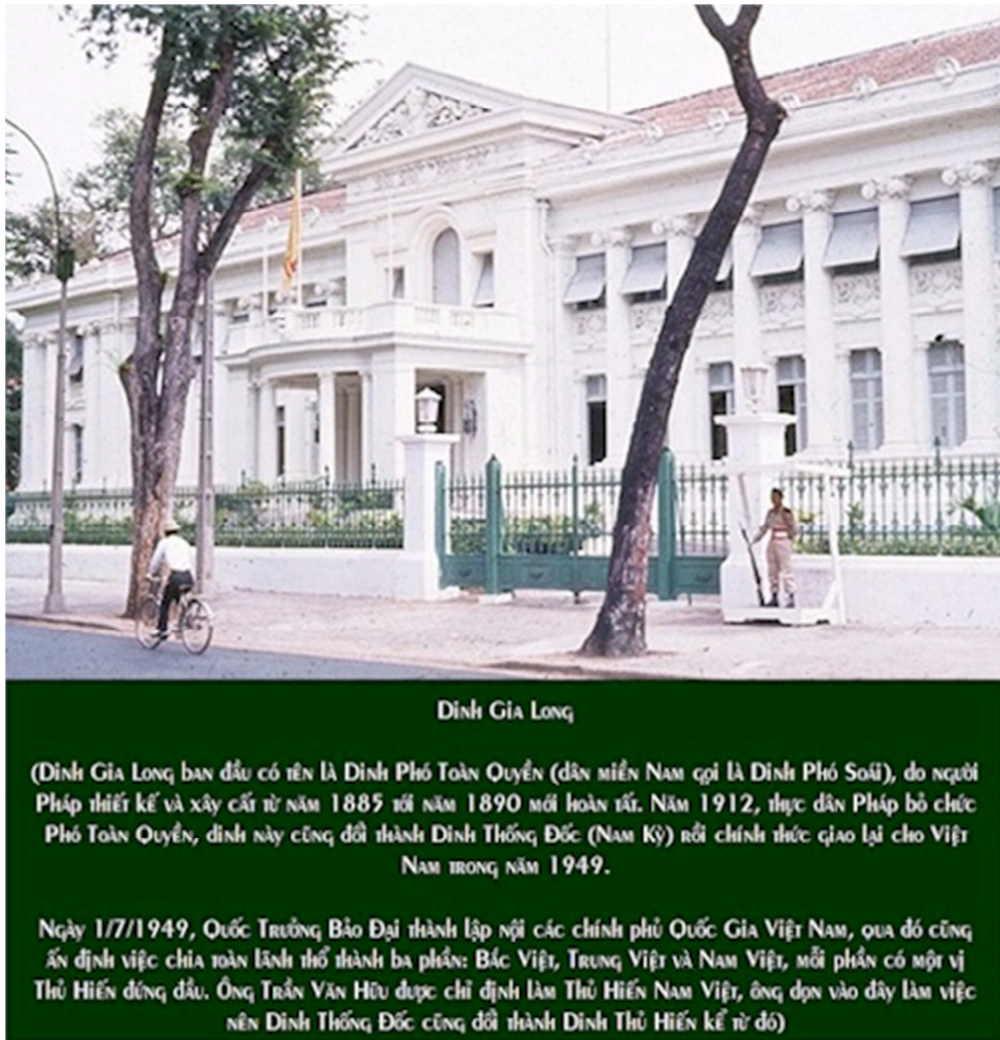 Dinh Gia Long
(Dinh Gia Long ban đầu có tên là Dinh Phó Toàn Quyền (dân miền Nam gọi là Dinh Phó Soái), do người
Pháp thiết kế và xây cất từ năm 1885 tới năm 1890 mới hoàn tất. Năm 1912, thực dân Pháp bỏ chức
Phó Toàn Quyền, dinh này cũng đổi thành Dinh Thống Đốc (Nam Kỳ) rồi chính thức giao lại cho Việt
Nam trong năm 1949.
Ngày 1/7/1949, Quốc Trưởng Bảo Đại thành lập nội các chính phủ Quốc Gia Việt Nam, qua đó cũng
ấn định việc chia toàn lãnh thổ thành ba phần: Bắc Việt, Trung Việt và Nam Việt, mỗi phần có một vị
Thủ Hiến đứng đầu. Ông Trần Văn Hữu được chỉ định làm Thủ Hiến Nam Việt, ông dọn vào đây làm việc
nên Dinh Thống Đốc cũng đổi thành Dinh Thủ Hiến kể từ đó)